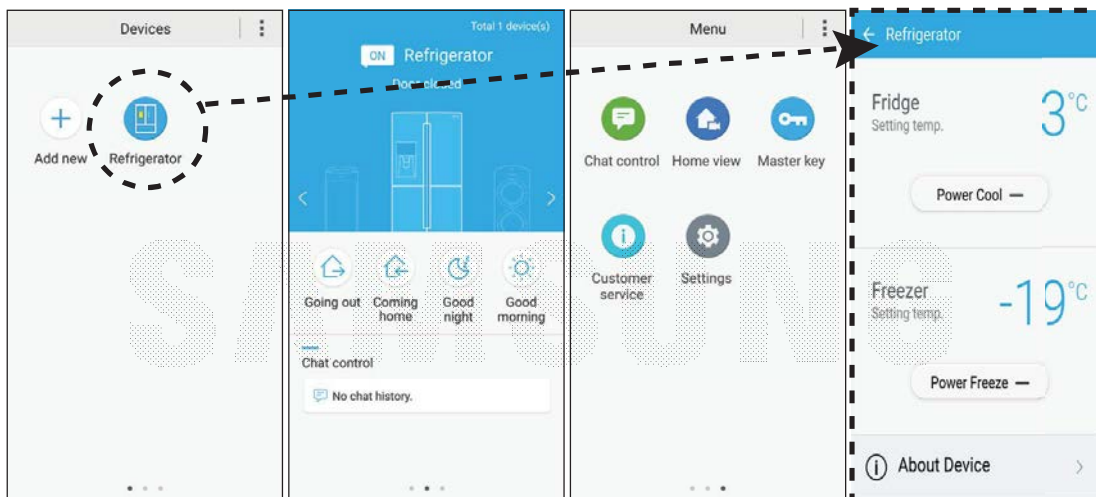 Devices
Add new
Refrigerator
Total 1 device(s)
ON Refrigerator
Door closed
Going out
Coming
home
Good
night
Good
morning
Chat control
No chat history.
Menu
Chat control
Home view
Master key
Customer
service
Settings
Refrigerator
Fridge
Setting temp.
3°C
Power Cool —
Freezer
Setting temp.
-19°C
Power Freeze —
About Device
SAMSUNG